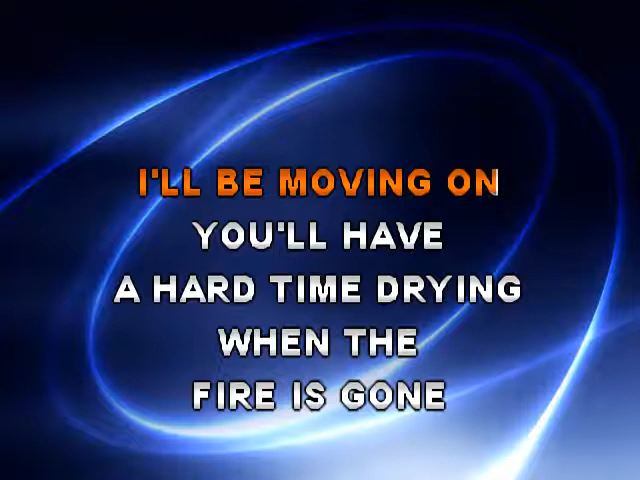 I'LL BE MOVING ON
YOU'LL HAVE
A HARD TIME DRYING
WHEN THE
FIRE IS GONE